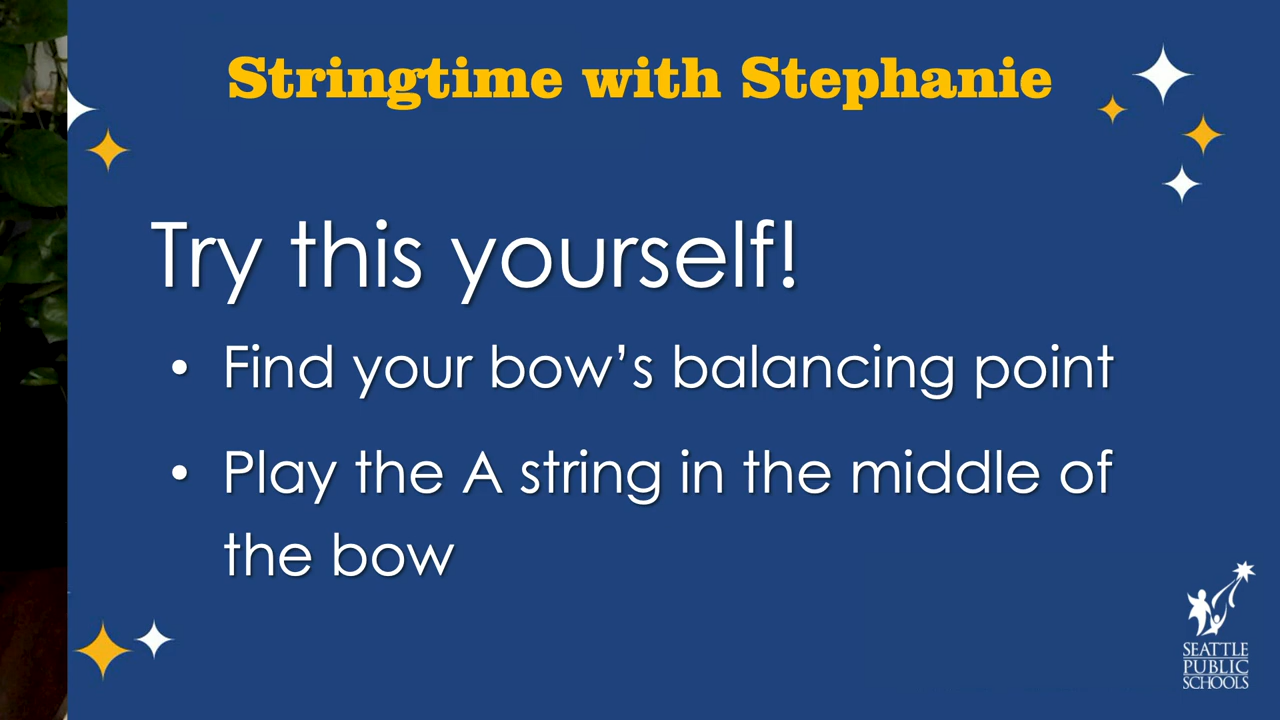 Stringtime with Stephanie
Try this yourself!
• Find your bow’s balancing point
• Play the A string in the middle of
the bow
SEATTLE
PUBLIC
SCHOOLS